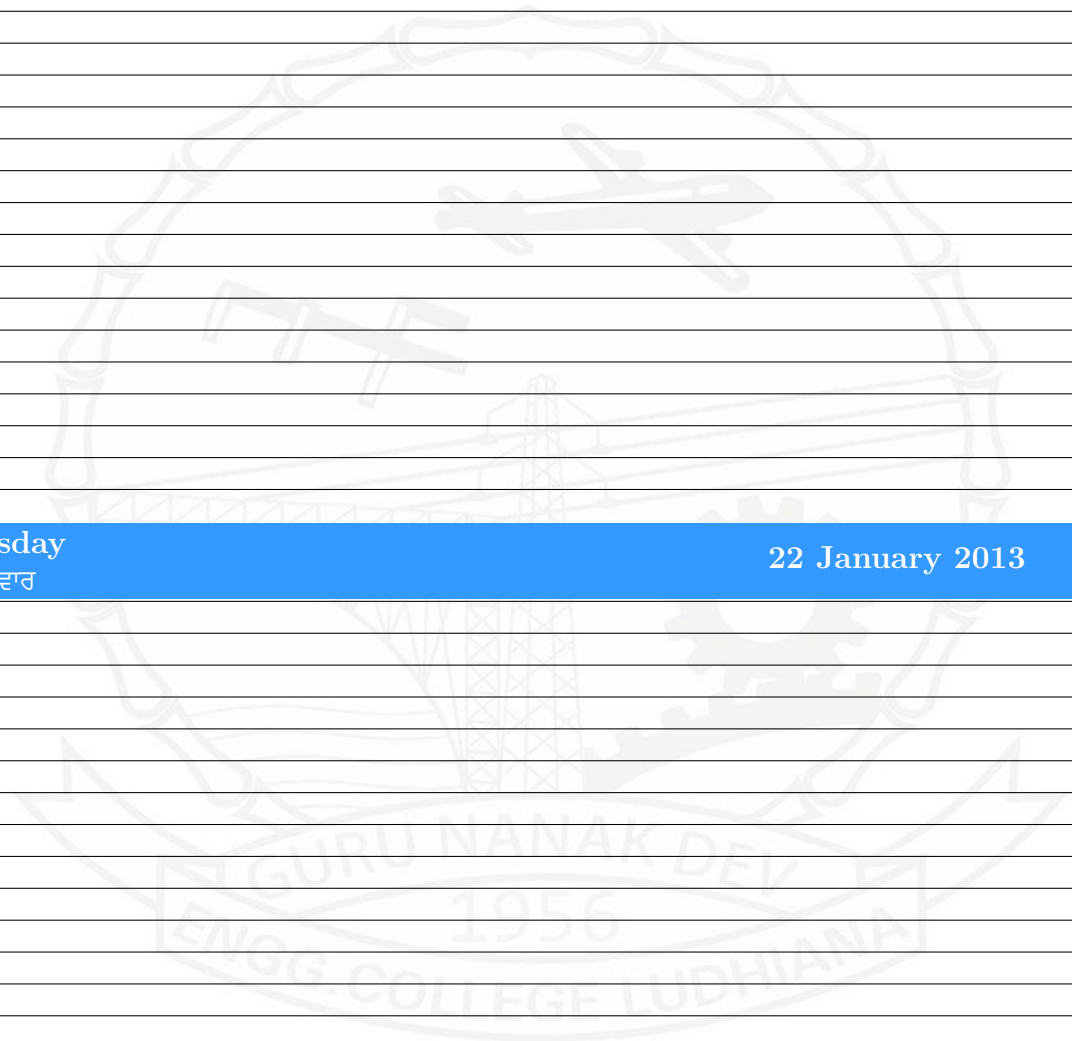 sday
ਵਾਰ
22 January 2013
GURU NANAK DEV
1956
ENGG. COLLEGE LUDHIANA